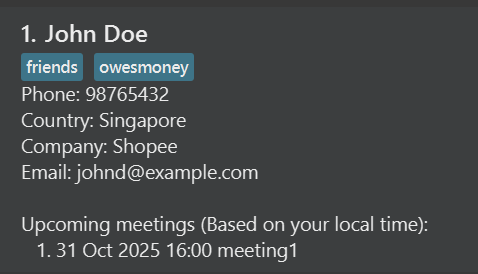 1. John Doe
friends owesmoney
Phone: 98765432
Country: Singapore
Company: Shopee
Email: johnd@example.com
Upcoming meetings (Based on your local time):
1. 31 Oct 2025 16:00 meeting1